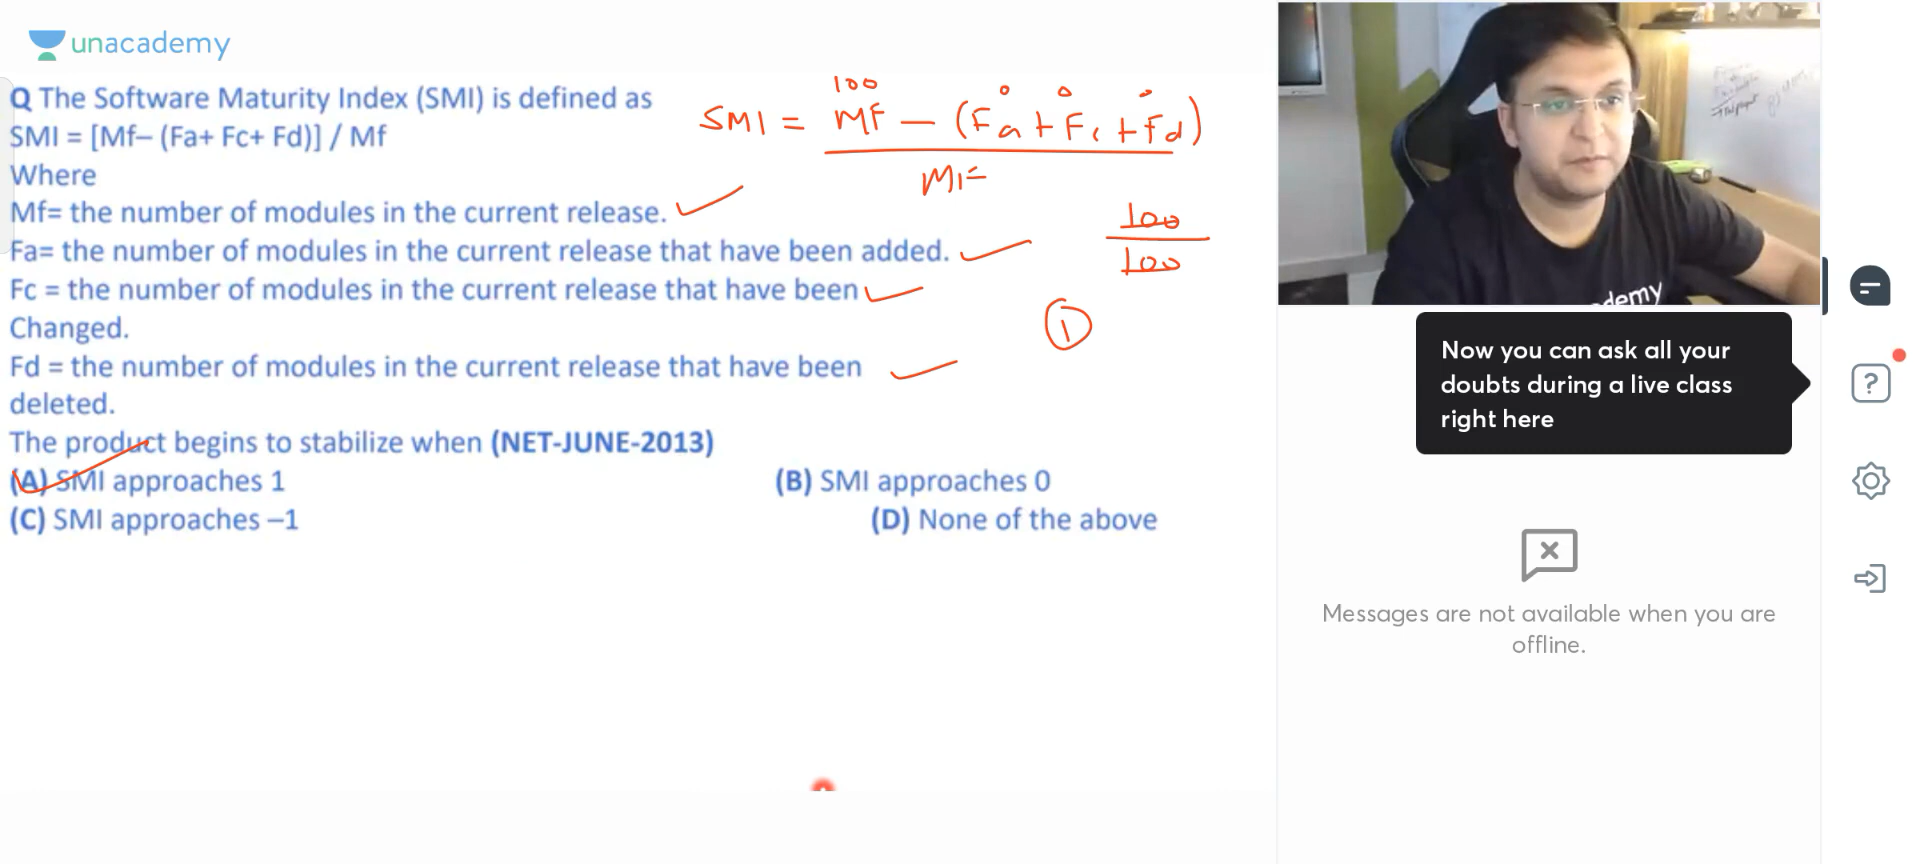 unacademy
Q The Software Maturity Index (SMI) is defined as
SMI = [Mf– (Fa+ Fc+ Fd)] / Mf
Where
Mf= the number of modules in the current release.
Fa= the number of modules in the current release that have been added.
Fc = the number of modules in the current release that have been
Changed.
Fd = the number of modules in the current release that have been
deleted.
The product begins to stabilize when (NET-JUNE-2013)
(A) SMI approaches 1 (B) SMI approaches 0
(C) SMI approaches –1 (D) None of the above
100 0 0 0
SMI = MF – (Fa + Fc + Fd)
MF
100
100
1
demy
Now you can ask all your
doubts during a live class
right here
?
Messages are not available when you are
offline.